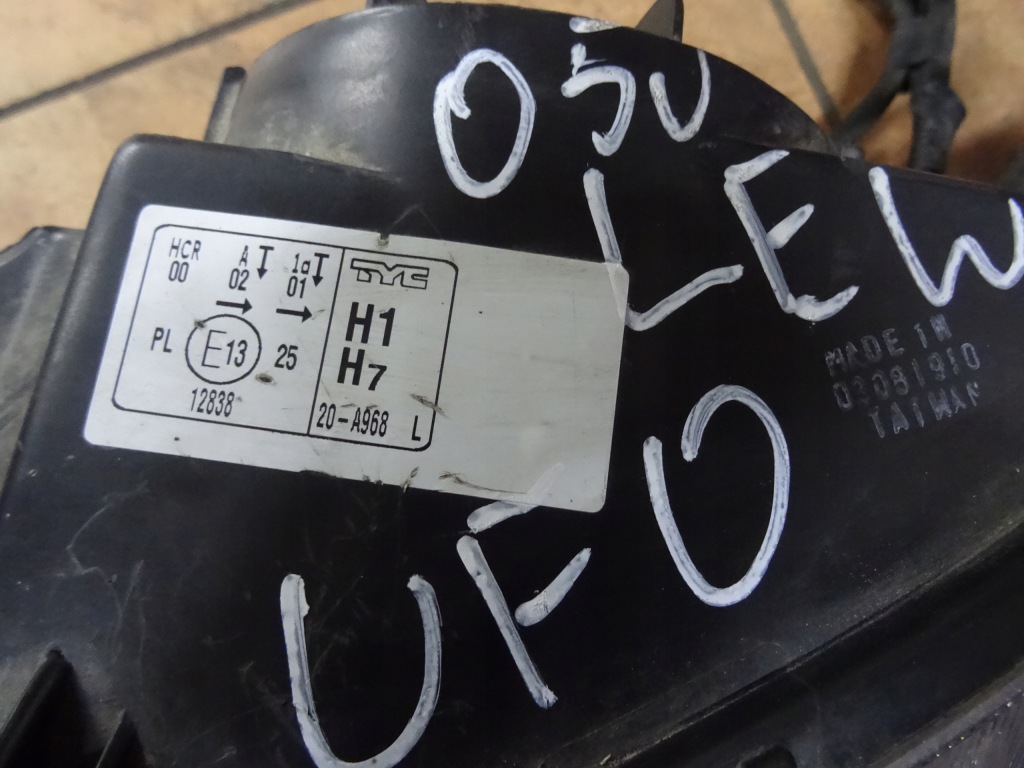 050
LEW
UFO
HCR A 1a
00 02 01
PL E13 25
12838
TYC
H1
H7
20-A968 L
MADE IN
03081910
TAIWAN